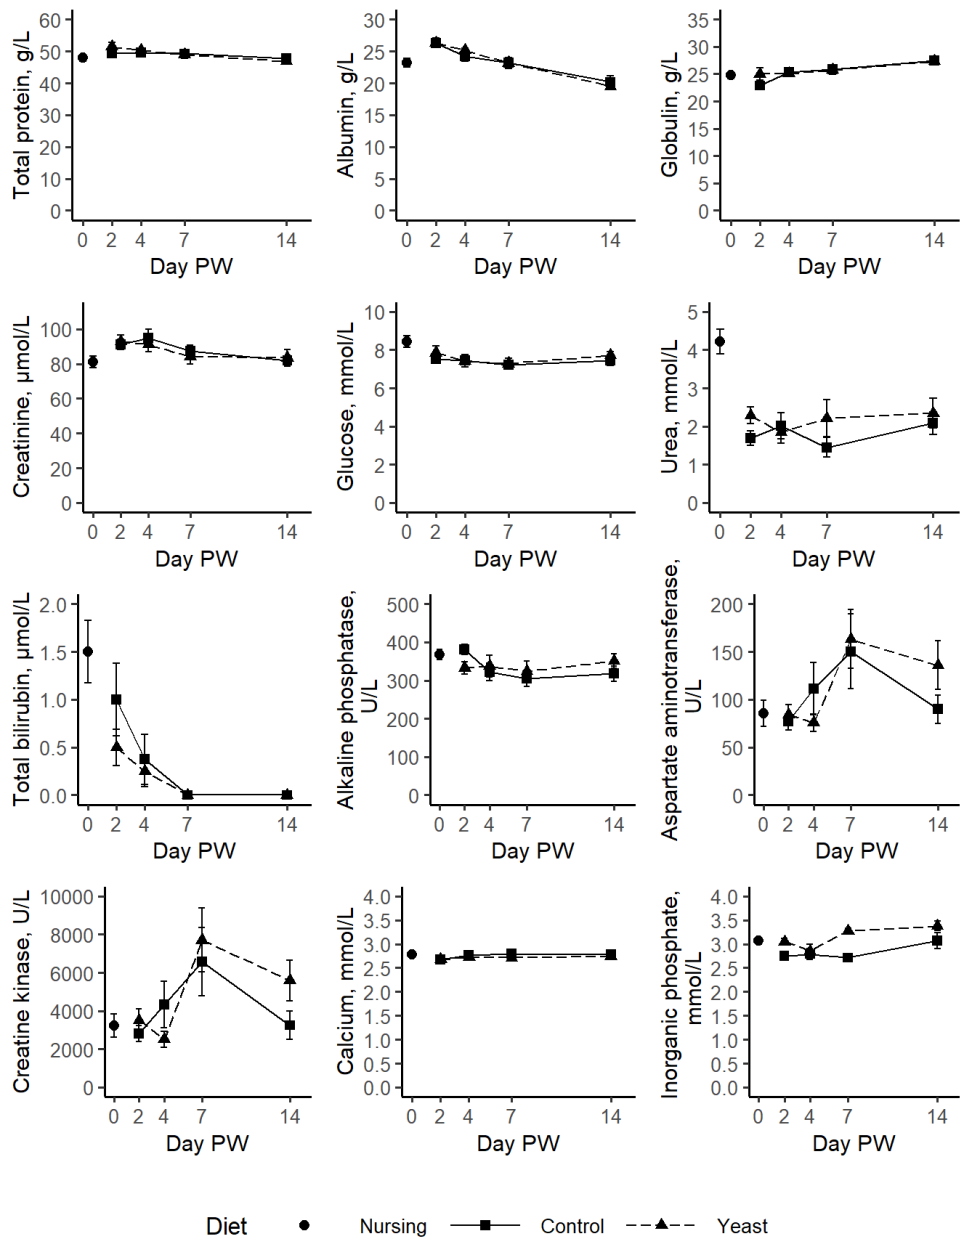 Total protein, g/L
60
50
40
30
20
10
0
0 2 4 7 14
Day PW
Albumin, g/L
30
25
20
15
10
5
0
0 2 4 7 14
Day PW
Globulin, g/L
35
30
25
20
15
10
5
0
0 2 4 7 14
Day PW
Creatinine, µmol/L
100
80
60
40
20
0
0 2 4 7 14
Day PW
Glucose, mmol/L
10
8
6
4
2
0
0 2 4 7 14
Day PW
Urea, mmol/L
5
4
3
2
1
0
0 2 4 7 14
Day PW
Total bilirubin, µmol/L
2.0
1.5
1.0
0.5
0.0
0 2 4 7 14
Day PW
Alkaline phosphatase,
U/L
500
400
300
200
100
0
0 2 4 7 14
Day PW
Aspartate aminotransferase,
U/L
200
150
100
50
0
0 2 4 7 14
Day PW
Creatine kinase, U/L
10000
8000
6000
4000
2000
0
0 2 4 7 14
Day PW
Calcium, mmol/L
4.0
3.5
3.0
2.5
2.0
1.5
1.0
0.5
0.0
0 2 4 7 14
Day PW
Inorganic phosphate,
mmol/L
4.0
3.5
3.0
2.5
2.0
1.5
1.0
0.5
0.0
0 2 4 7 14
Day PW
Diet Nursing Control Yeast